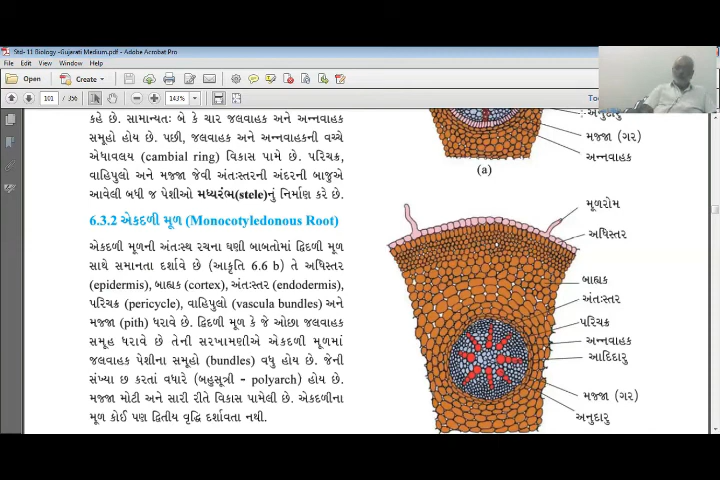 Std- 11 Biology -Gujarati Medium.pdf - Adobe Acrobat Pro
File Edit View Window Help
Open Create
101 / 356 143%
કહે છે. સામાન્યતઃ બે કે ચાર જલવાહક અને અન્નવાહક
સમૂહો હોય છે. પછી, જલવાહક અને અન્નવાહકની વચ્ચે
એધાવલય (cambial ring) વિકાસ પામે છે. પરિચક્ર,
વાહિપુલો અને મજ્જા જેવી અંતઃસ્તરની અંદરની બાજુએ
આવેલી બધી જ પેશીઓ મધ્યરંભ(stele)નું નિર્માણ કરે છે.
6.3.2 એકદળી મૂળ (Monocotyledonous Root)
એકદળી મૂળની અંતઃસ્થ રચના ઘણી બાબતોમાં દ્વિદળી મૂળ
સાથે સમાનતા દર્શાવે છે (આકૃતિ 6.6 b) તે અધિસ્તર
(epidermis), બાહ્યક (cortex), અંતઃસ્તર (endodermis),
પરિચક્ર (pericycle), વાહિપુલો (vascula bundles) અને
મજ્જા (pith) ધરાવે છે. દ્વિદળી મૂળ કે જે ઓછા જલવાહક
સમૂહ ધરાવે છે તેની સરખામણીએ એકદળી મૂળમાં
જલવાહક પેશીના સમૂહો (bundles) વધુ હોય છે. જેની
સંખ્યા છ કરતાં વધારે (બહુસૂત્રી - polyarch) હોય છે.
મજ્જા મોટી અને સારી રીતે વિકાસ પામેલી છે. એકદળીના
મૂળ કોઈ પણ દ્વિતીય વૃદ્ધિ દર્શાવતા નથી.
અનુદારુ
મજ્જા (ગર)
અન્નવાહક
(a)
મૂળરોમ
અધિસ્તર
બાહ્યક
અંતઃસ્તર
પરિચક્ર
અન્નવાહક
આદિદારુ
મજ્જા (ગર)
અનુદારુ